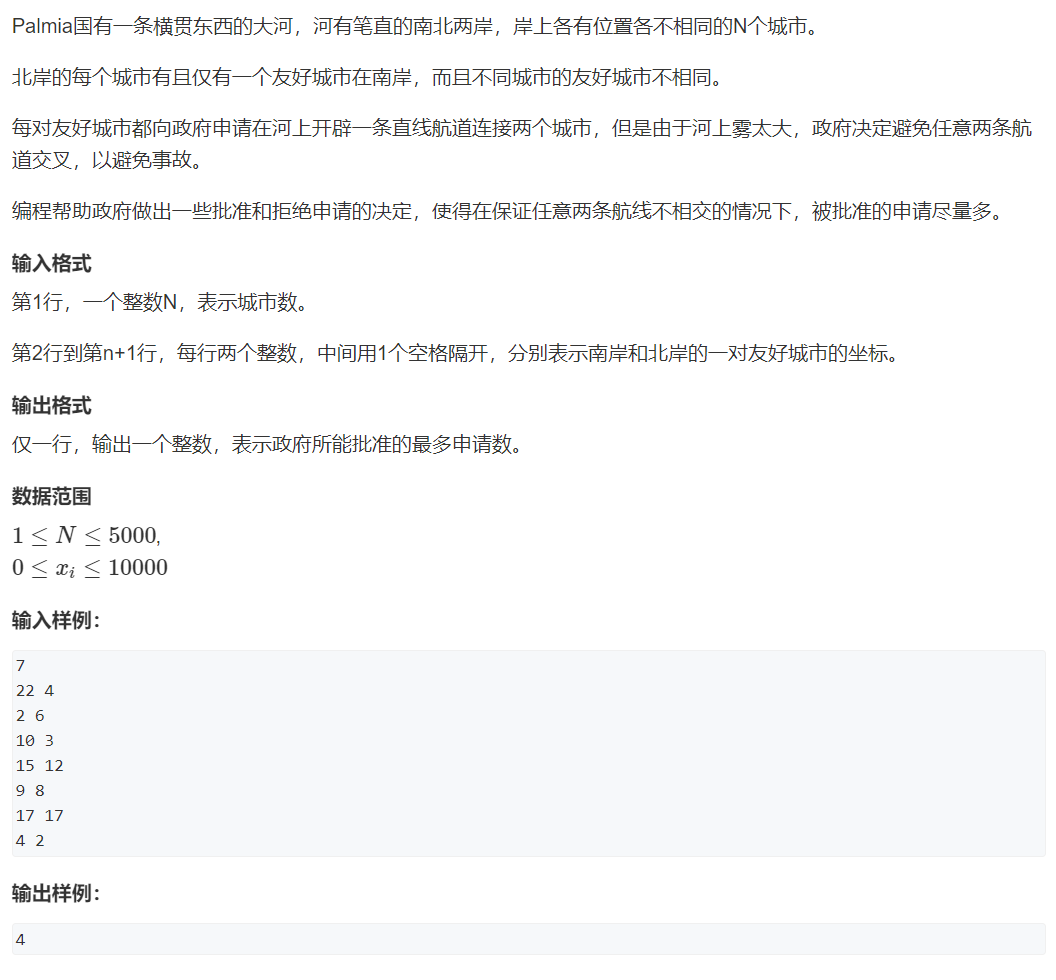 Palmia国有一条横贯东西的大河，河有笔直的南北两岸，岸上各有位置各不相同的N个城市。
北岸的每个城市有且仅有一个友好城市在南岸，而且不同城市的友好城市不相同。
每对友好城市都向政府申请在河上开辟一条直线航道连接两个城市，但是由于河上雾太大，政府决定避免任意两条航
道交叉，以避免事故。
编程帮助政府做出一些批准和拒绝申请的决定，使得在保证任意两条航线不相交的情况下，被批准的申请尽量多。
输入格式
第1行，一个整数N，表示城市数。
第2行到第n+1行，每行两个整数，中间用1个空格隔开，分别表示南岸和北岸的一对友好城市的坐标。
输出格式
仅一行，输出一个整数，表示政府所能批准的最多申请数。
数据范围
1 ≤ N ≤ 5000,
0 ≤ xᵢ ≤ 10000
输入样例：
7
22 4
2 6
10 3
15 12
9 8
17 17
4 2
输出样例：
4